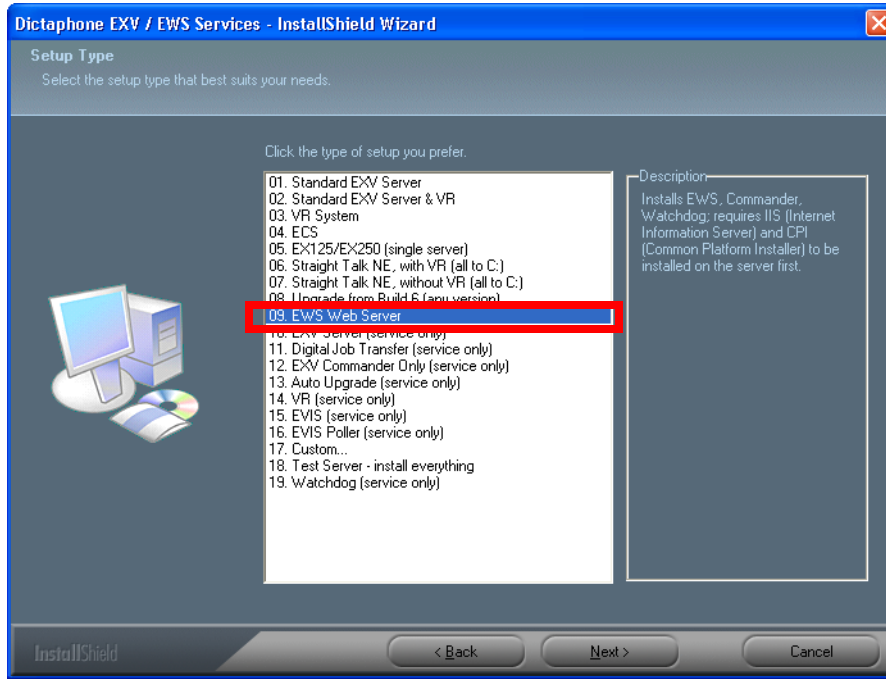 Dictaphone EXV / EWS Services - InstallShield Wizard
Setup Type
Select the setup type that best suits your needs.
Click the type of setup you prefer.
01. Standard EXV Server
02. Standard EXV Server & VR
03. VR System
04. ECS
05. EX125/EX250 (single server)
06. Straight Talk NE, with VR (all to C:)
07. Straight Talk NE, without VR (all to C:)
08. Upgrade from Build 6 (any version)
09. EWS Web Server
10. EXV Server (service only)
11. Digital Job Transfer (service only)
12. EXV Commander Only (service only)
13. Auto Upgrade (service only)
14. VR (service only)
15. EVIS (service only)
16. EVIS Poller (service only)
17. Custom...
18. Test Server - install everything
19. Watchdog (service only)
Description
Installs EWS, Commander,
Watchdog; requires IIS (Internet
Information Server) and CPI
(Common Platform Installer) to be
installed on the server first.
InstallShield
< Back
Next >
Cancel